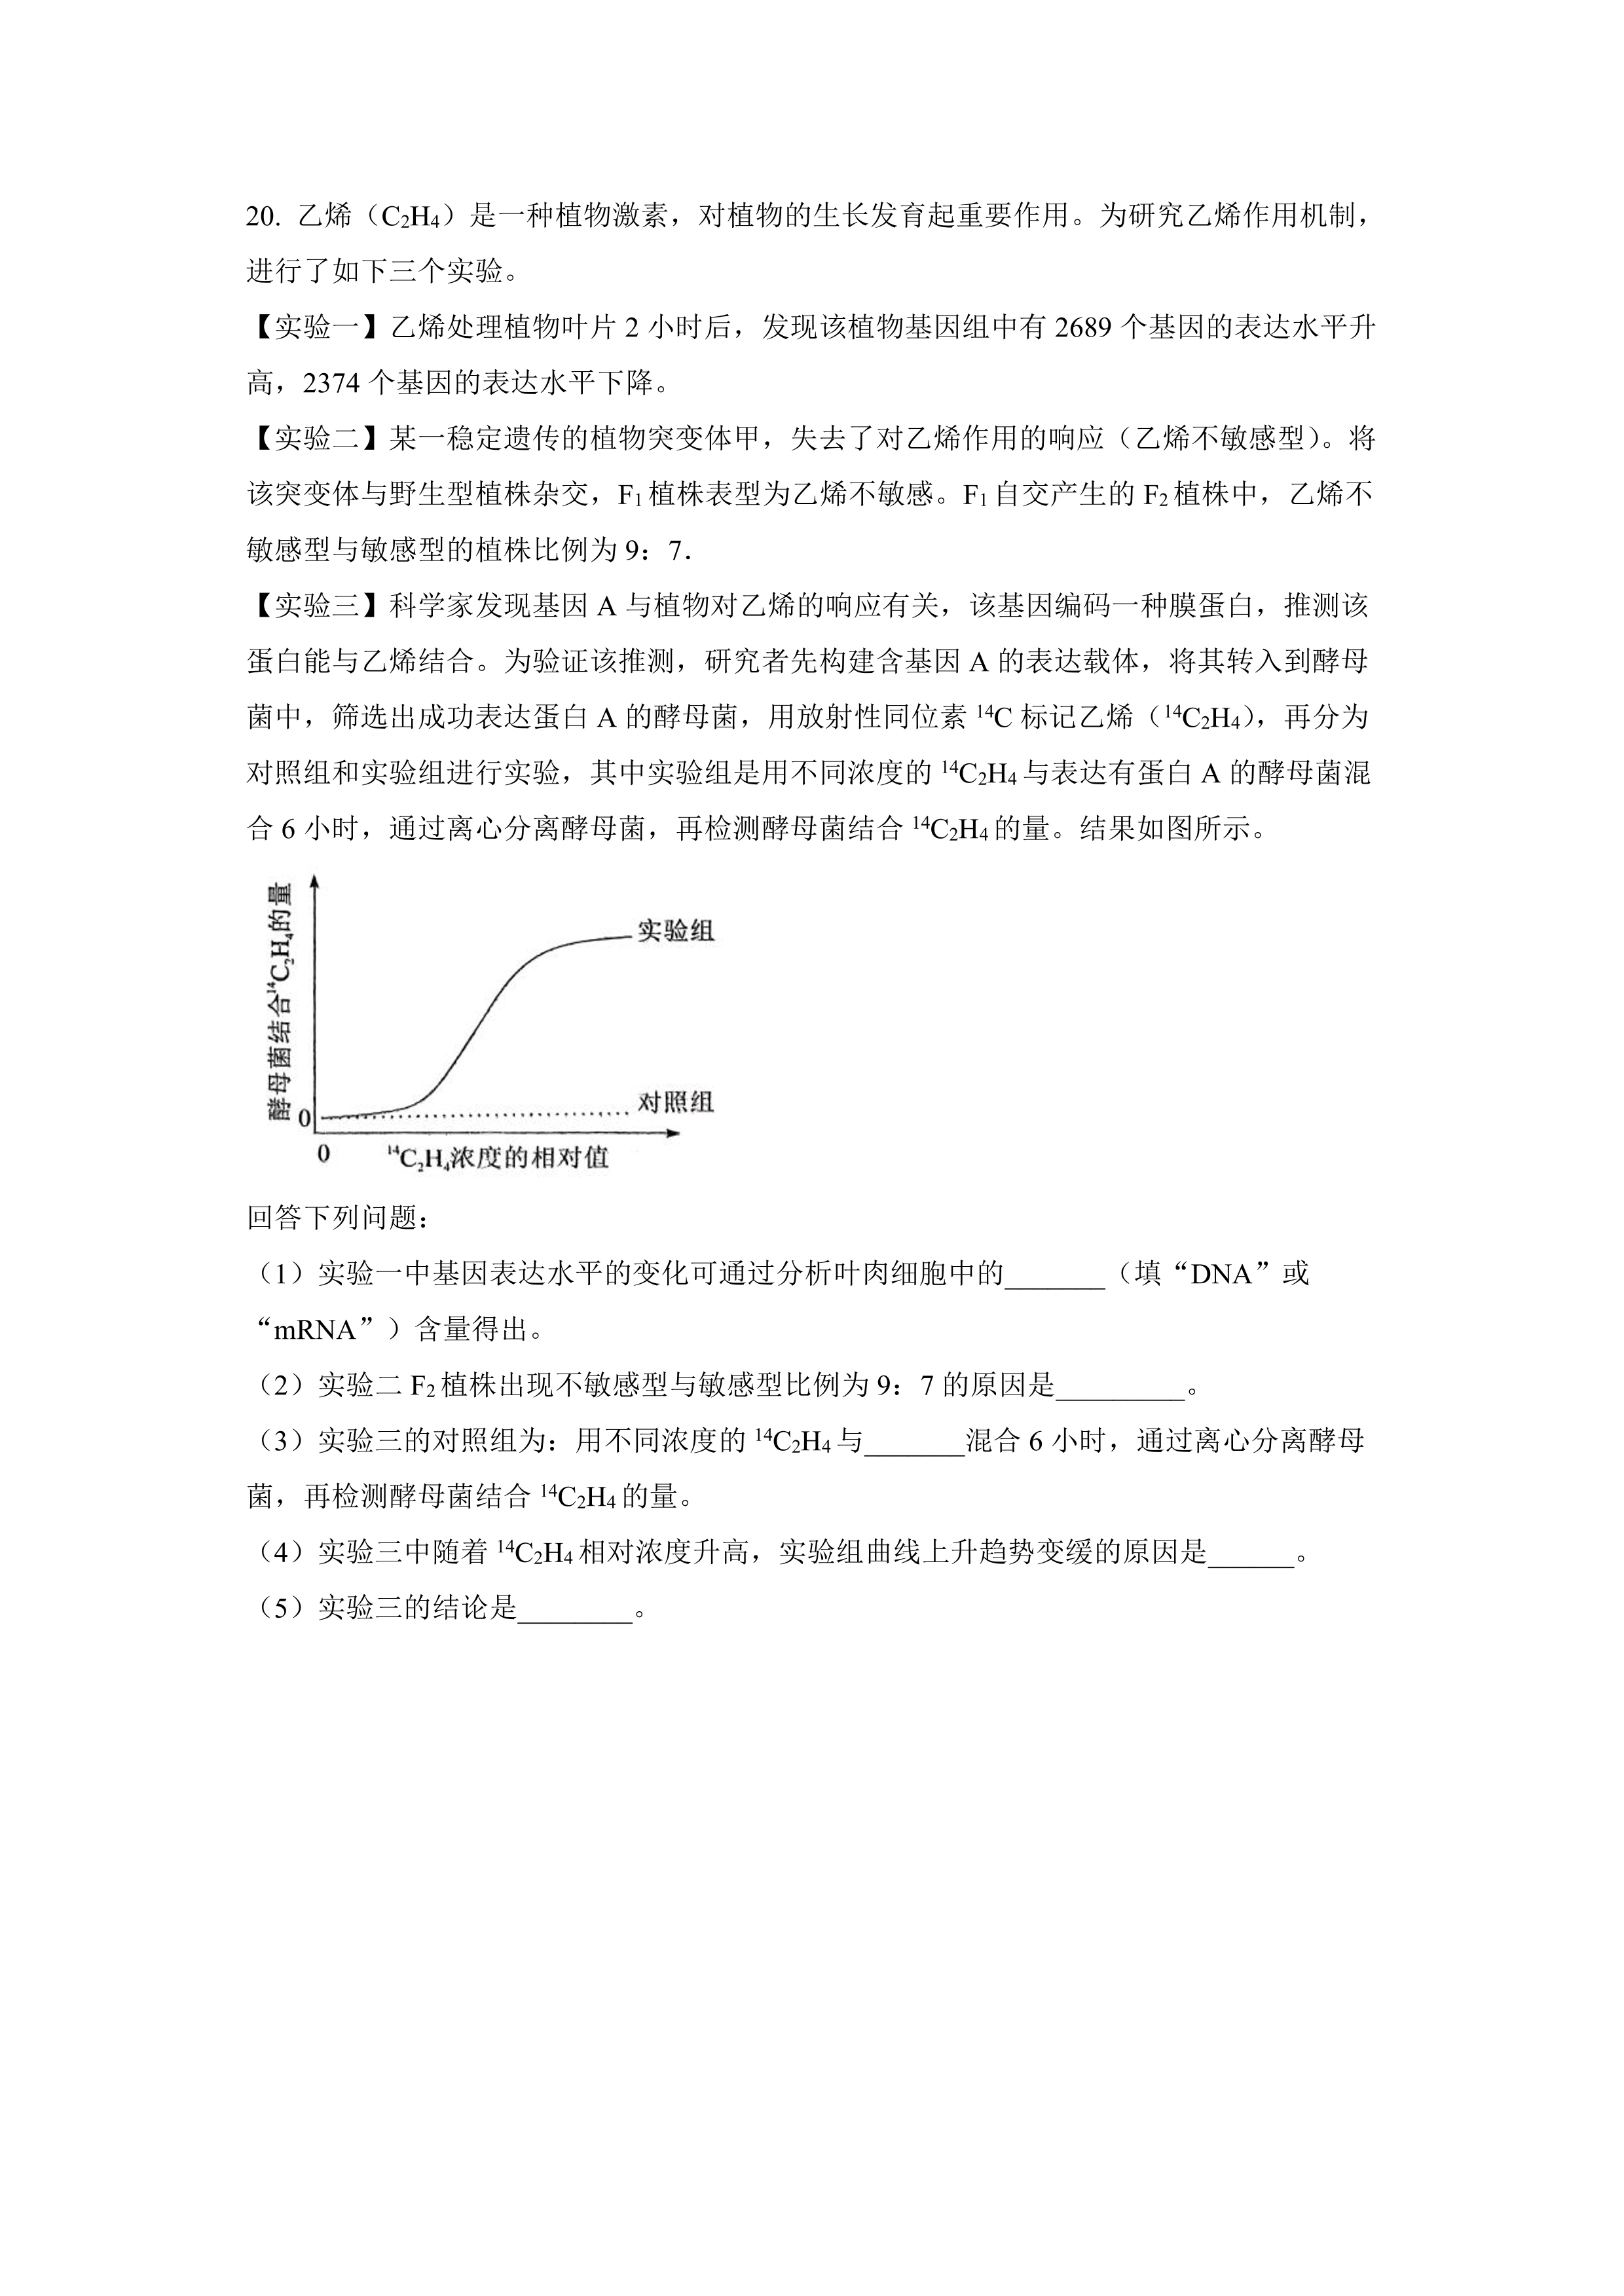 20. 乙烯（C₂H₄）是一种植物激素，对植物的生长发育起重要作用。为研究乙烯作用机制，
进行了如下三个实验。
【实验一】乙烯处理植物叶片 2 小时后，发现该植物基因组中有 2689 个基因的表达水平升
高，2374 个基因的表达水平下降。
【实验二】某一稳定遗传的植物突变体甲，失去了对乙烯作用的响应（乙烯不敏感型）。将
该突变体与野生型植株杂交，F₁ 植株表型为乙烯不敏感。F₁ 自交产生的 F₂ 植株中，乙烯不
敏感型与敏感型的植株比例为 9：7．
【实验三】科学家发现基因 A 与植物对乙烯的响应有关，该基因编码一种膜蛋白，推测该
蛋白能与乙烯结合。为验证该推测，研究者先构建含基因 A 的表达载体，将其转入到酵母
菌中，筛选出成功表达蛋白 A 的酵母菌，用放射性同位素 ¹⁴C 标记乙烯（¹⁴C₂H₄），再分为
对照组和实验组进行实验，其中实验组是用不同浓度的 ¹⁴C₂H₄ 与表达有蛋白 A 的酵母菌混
合 6 小时，通过离心分离酵母菌，再检测酵母菌结合 ¹⁴C₂H₄ 的量。结果如图所示。
酵母菌结合¹⁴C₂H₄的量
实验组
对照组
0
0
¹⁴C₂H₄浓度的相对值
回答下列问题：
（1）实验一中基因表达水平的变化可通过分析叶肉细胞中的_______（填“DNA”或
“mRNA”）含量得出。
（2）实验二 F₂ 植株出现不敏感型与敏感型比例为 9：7 的原因是_________。
（3）实验三的对照组为：用不同浓度的 ¹⁴C₂H₄ 与_______混合 6 小时，通过离心分离酵母
菌，再检测酵母菌结合 ¹⁴C₂H₄ 的量。
（4）实验三中随着 ¹⁴C₂H₄ 相对浓度升高，实验组曲线上升趋势变缓的原因是______。
（5）实验三的结论是________。